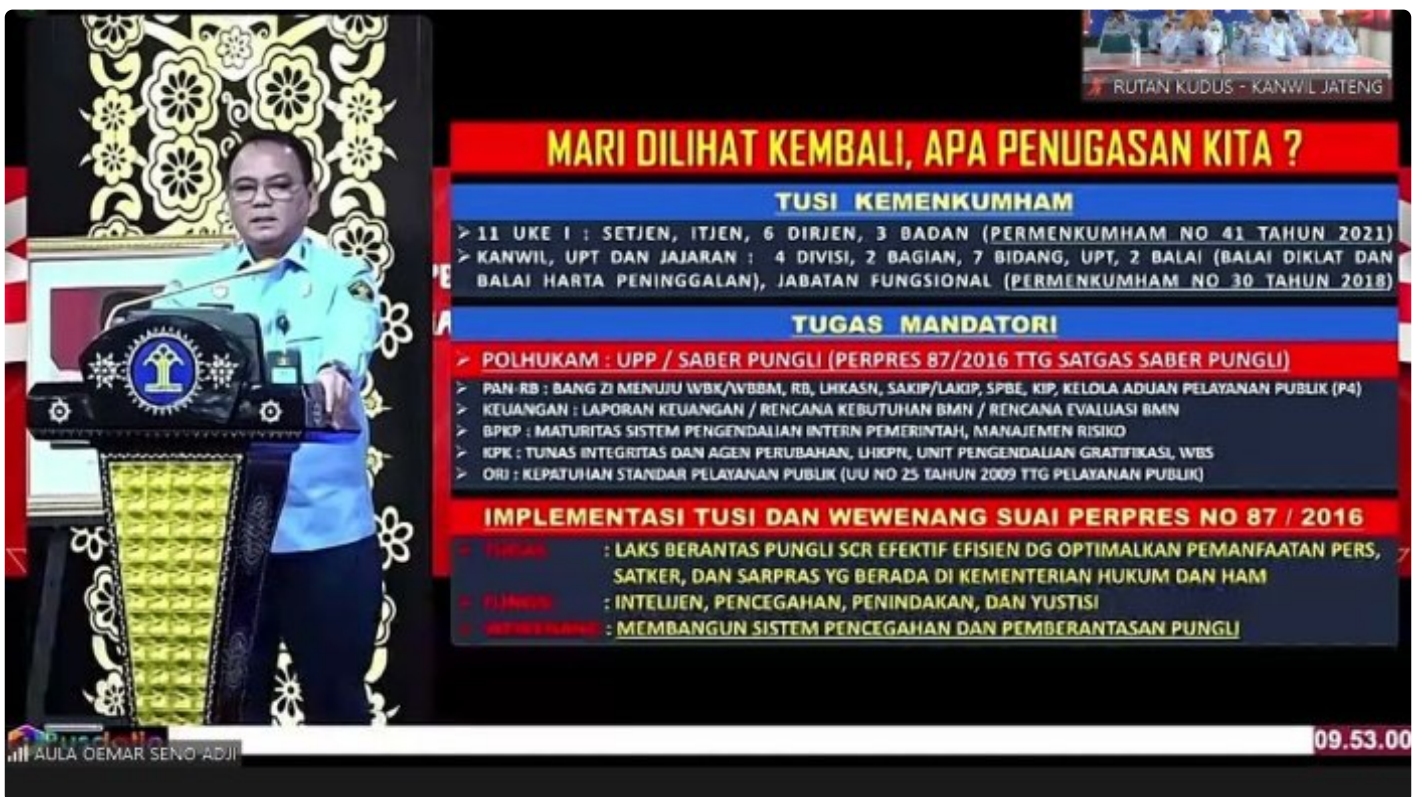 RUTAN KUDUS - KANWIL JATENG
MARI DILIHAT KEMBALI, APA PENUGASAN KITA ?
TUSI KEMENKUMHAM
➢ 11 UKE I : SETJEN, ITJEN, 6 DIRJEN, 3 BADAN (PERMENKUMHAM NO 41 TAHUN 2021)
➢ KANWIL, UPT DAN JAJARAN : 4 DIVISI, 2 BAGIAN, 7 BIDANG, UPT, 2 BALAI (BALAI DIKLAT DAN
BALAI HARTA PENINGGALAN), JABATAN FUNGSIONAL (PERMENKUMHAM NO 30 TAHUN 2018)
TUGAS MANDATORI
➢ POLHUKAM : UPP / SABER PUNGLI (PERPRES 87/2016 TTG SATGAS SABER PUNGLI)
➢ PAN-RB : BANG ZI MENUJU WBK/WBBM, RB, LHKASN, SAKIP/LAKIP, SPBE, KIP, KELOLA ADUAN PELAYANAN PUBLIK (P4)
➢ KEUANGAN : LAPORAN KEUANGAN / RENCANA KEBUTUHAN BMN / RENCANA EVALUASI BMN
➢ BPKP : MATURITAS SISTEM PENGENDALIAN INTERN PEMERINTAH, MANAJEMEN RISIKO
➢ KPK : TUNAS INTEGRITAS DAN AGEN PERUBAHAN, LHKPN, UNIT PENGENDALIAN GRATIFIKASI, WBS
➢ ORI : KEPATUHAN STANDAR PELAYANAN PUBLIK (UU NO 25 TAHUN 2009 TTG PELAYANAN PUBLIK)
IMPLEMENTASI TUSI DAN WEWENANG SUAI PERPRES NO 87 / 2016
TUGAS : LAKS BERANTAS PUNGLI SCR EFEKTIF EFISIEN DG OPTIMALKAN PEMANFAATAN PERS,
SATKER, DAN SARPRAS YG BERADA DI KEMENTERIAN HUKUM DAN HAM
FUNGSI : INTELIJEN, PENCEGAHAN, PENINDAKAN, DAN YUSTISI
WEWENANG : MEMBANGUN SISTEM PENCEGAHAN DAN PEMBERANTASAN PUNGLI
AULA OEMAR SENO ADJI
09.53.00